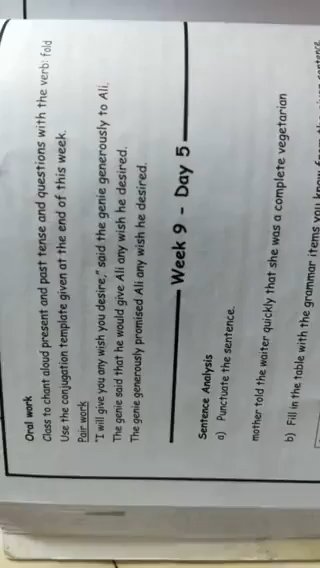 Oral work
Class to chant aloud present and past tense and questions with the verb: fold
Use the conjugation template given at the end of this week.
Pair work
"I will give you any wish you desire," said the genie generously to Ali.
The genie said that he would give Ali any wish he desired.
The genie generously promised Ali any wish he desired.
Week 9 - Day 5
Sentence Analysis
a) Punctuate the sentence.
mother told the waiter quickly that she was a complete vegetarian
b) Fill in the table with the grammar items you know from the given sentence